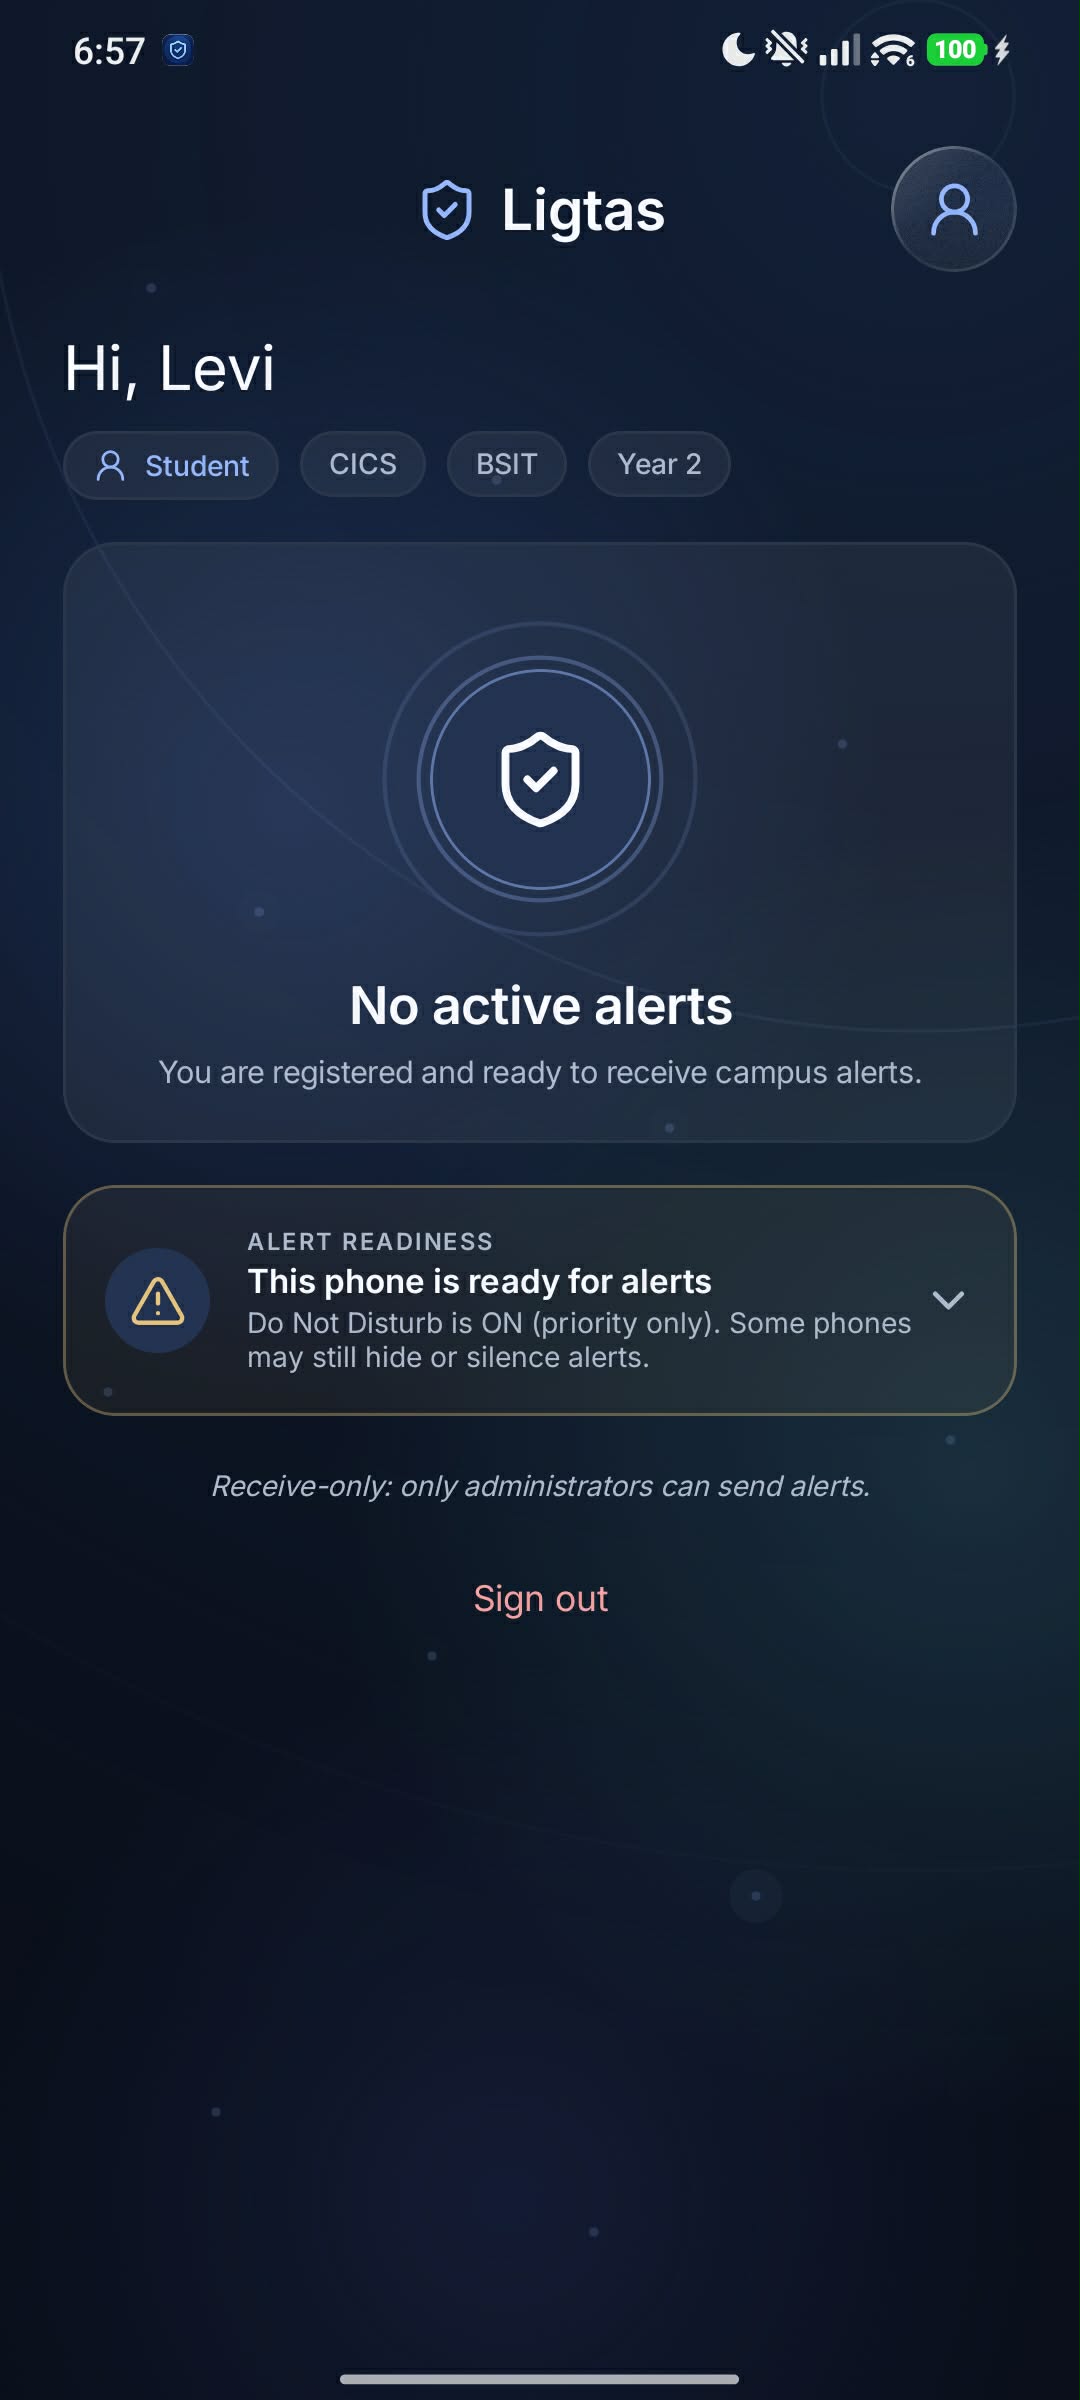 6:57
6
100
Ligtas
Hi, Levi
Student
CICS
BSIT
Year 2
No active alerts
You are registered and ready to receive campus alerts.
ALERT READINESS
This phone is ready for alerts
Do Not Disturb is ON (priority only). Some phones
may still hide or silence alerts.
Receive-only: only administrators can send alerts.
Sign out